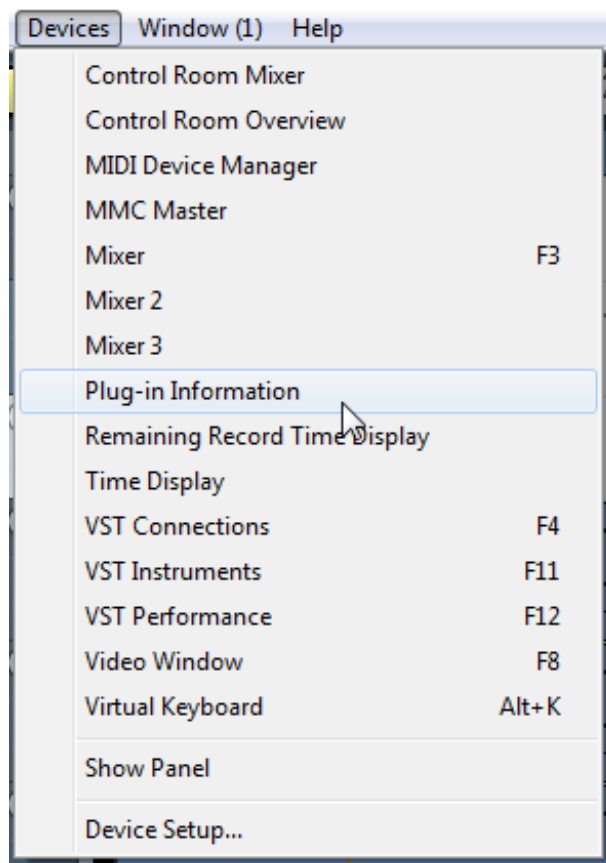 Devices Window (1) Help
Control Room Mixer
Control Room Overview
MIDI Device Manager
MMC Master
Mixer F3
Mixer 2
Mixer 3
Plug-in Information
Remaining Record Time Display
Time Display
VST Connections F4
VST Instruments F11
VST Performance F12
Video Window F8
Virtual Keyboard Alt+K
Show Panel
Device Setup...